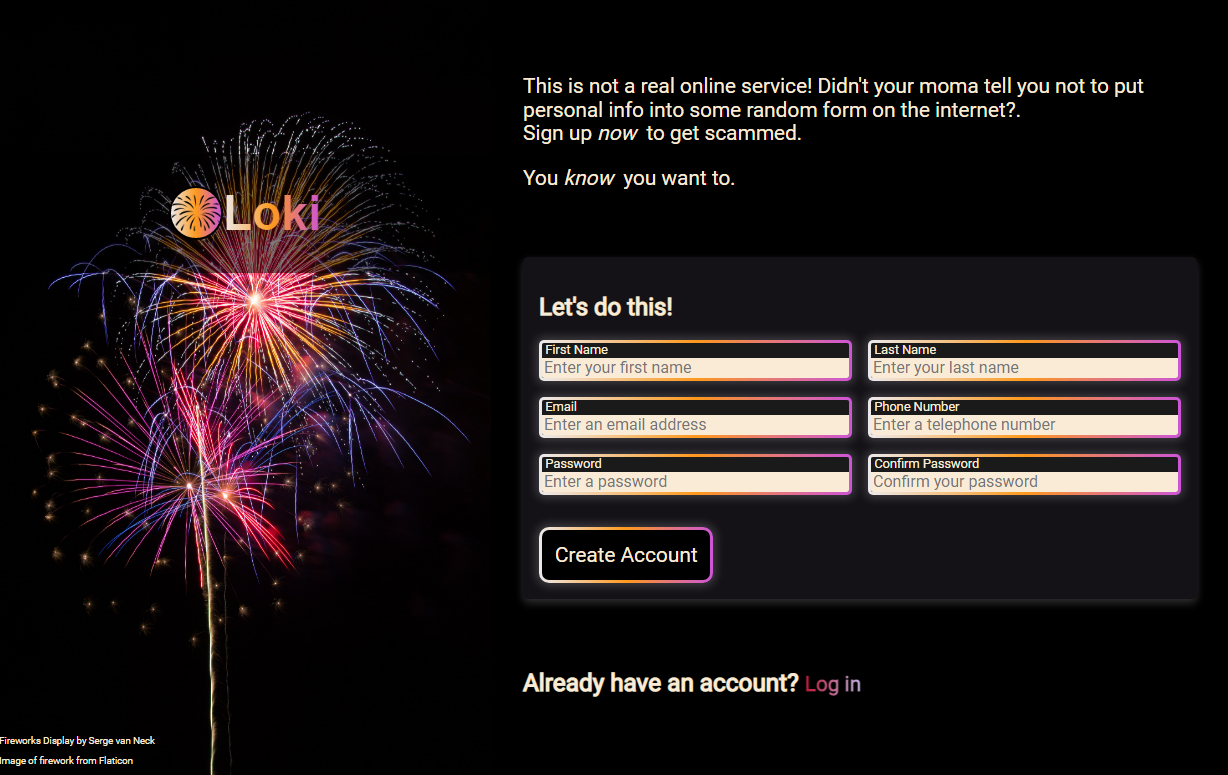 Loki
This is not a real online service! Didn't your moma tell you not to put
personal info into some random form on the internet?.
Sign up now to get scammed.
You know you want to.
Let's do this!
First Name
Enter your first name
Last Name
Enter your last name
Email
Enter an email address
Phone Number
Enter a telephone number
Password
Enter a password
Confirm Password
Confirm your password
Create Account
Already have an account? Log in
Fireworks Display by Serge van Neck
Image of firework from Flaticon